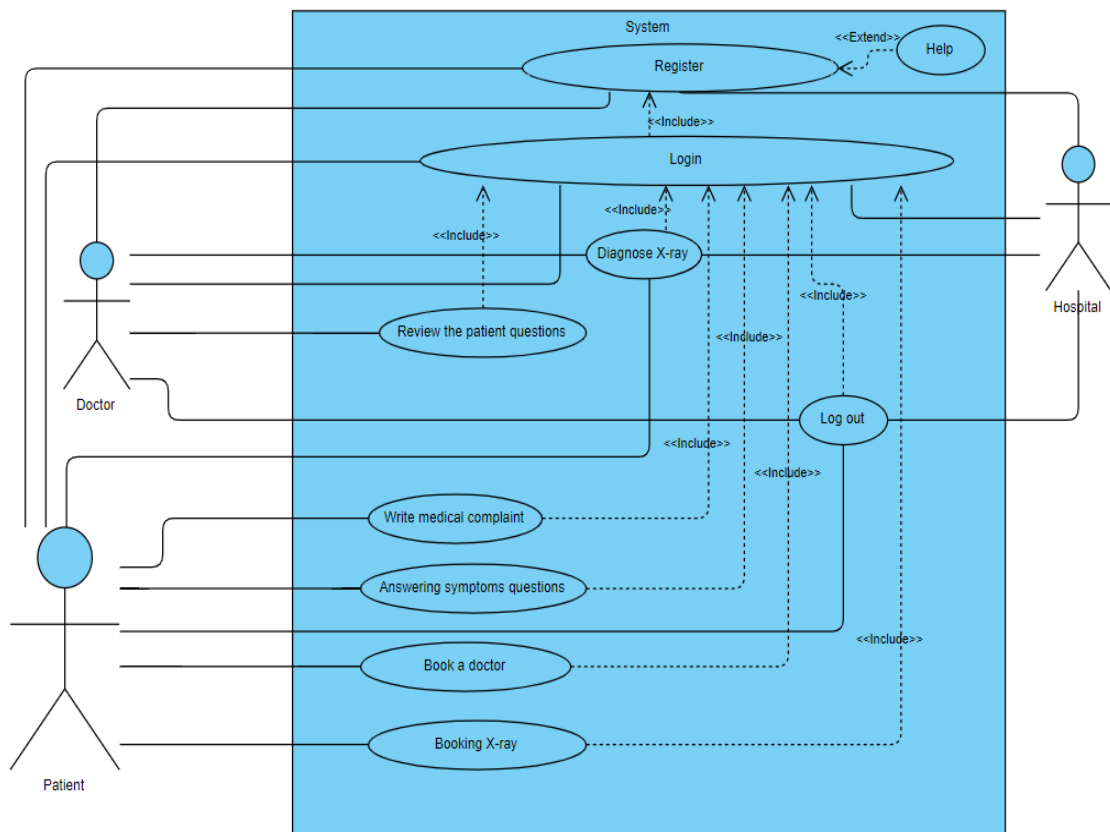 System
<<Extend>>
Help
Register
<<Include>>
Login
<<Include>>
<<Include>>
Diagnose X-ray
<<Include>>
Hospital
Review the patient questions
<<Include>>
Doctor
Log out
<<Include>>
<<Include>>
Write medical complaint
Answering symptoms questions
<<Include>>
Book a doctor
Booking X-ray
Patient